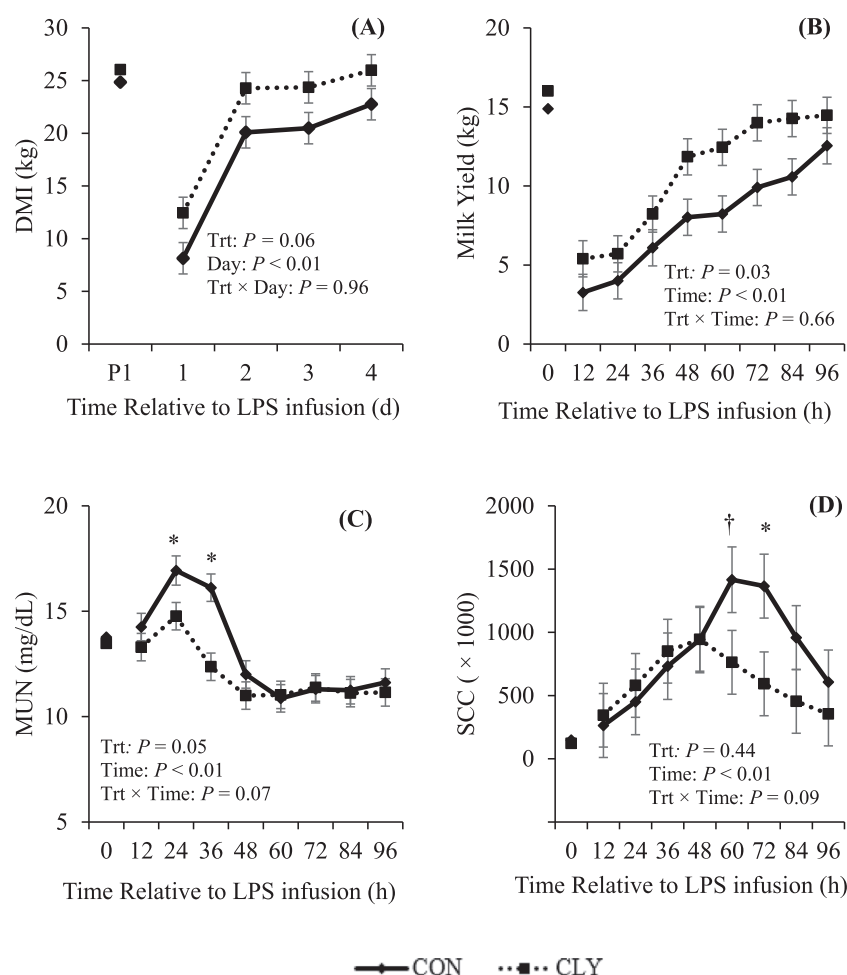 (A)
30
25
20
15
10
5
0
DMI (kg)
Trt: P = 0.06
Day: P < 0.01
Trt × Day: P = 0.96
P1 1 2 3 4
Time Relative to LPS infusion (d)
(B)
20
15
10
5
0
Milk Yield (kg)
Trt: P = 0.03
Time: P < 0.01
Trt × Time: P = 0.66
0 12 24 36 48 60 72 84 96
Time Relative to LPS infusion (h)
(C)
20
15
10
5
MUN (mg/dL)
* *
Trt: P = 0.05
Time: P < 0.01
Trt × Time: P = 0.07
0 12 24 36 48 60 72 84 96
Time Relative to LPS infusion (h)
(D)
2000
1500
1000
500
0
SCC ( × 1000)
† *
Trt: P = 0.44
Time: P < 0.01
Trt × Time: P = 0.09
0 12 24 36 48 60 72 84 96
Time Relative to LPS infusion (h)
CON CLY